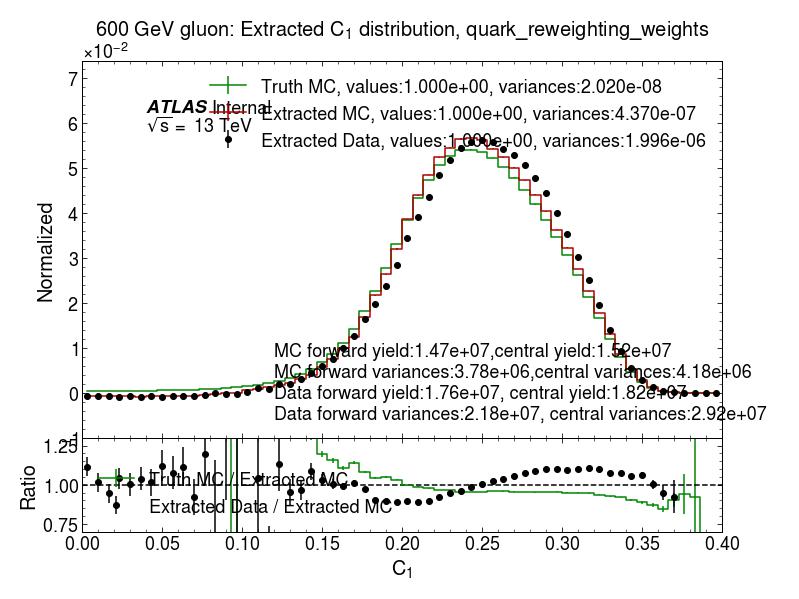 600 GeV gluon: Extracted C₁ distribution, quark_reweighting_weights
×10⁻²
7
6
5
4
3
2
1
0
−1
Normalized
ATLAS Internal
√s = 13 TeV
Truth MC, values:1.000e+00, variances:2.020e-08
Extracted MC, values:1.000e+00, variances:4.370e-07
Extracted Data, values:1.000e+00, variances:1.996e-06
MC forward yield:1.47e+07,central yield:1.52e+07
MC forward variances:3.78e+06,central variances:4.18e+06
Data forward yield:1.76e+07, central yield:1.82e+07
Data forward variances:2.18e+07, central variances:2.92e+07
1.25
1.00
0.75
Ratio
Truth MC / Extracted MC
Extracted Data / Extracted MC
0.00 0.05 0.10 0.15 0.20 0.25 0.30 0.35 0.40
C₁